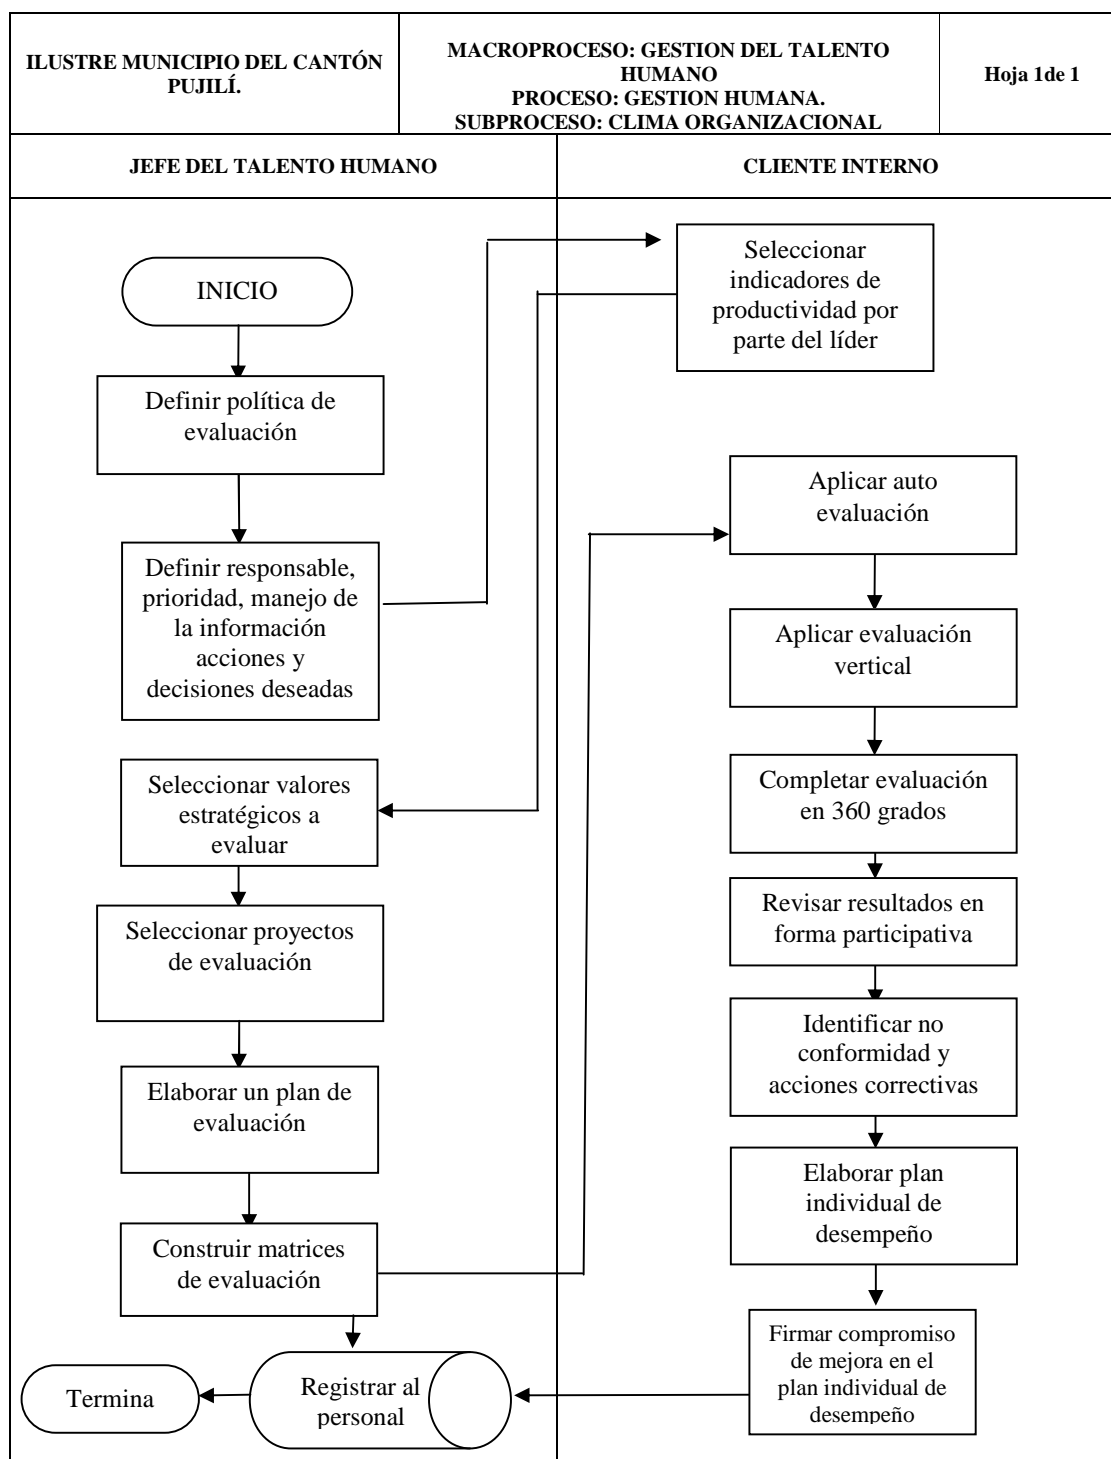 ILUSTRE MUNICIPIO DEL CANTÓN
PUJILÍ.
MACROPROCESO: GESTION DEL TALENTO
HUMANO
PROCESO: GESTION HUMANA.
SUBPROCESO: CLIMA ORGANIZACIONAL
Hoja 1de 1
JEFE DEL TALENTO HUMANO
CLIENTE INTERNO
INICIO
Definir política de
evaluación
Definir responsable,
prioridad, manejo de
la información
acciones y
decisiones deseadas
Seleccionar
indicadores de
productividad por
parte del líder
Seleccionar valores
estratégicos a
evaluar
Seleccionar proyectos
de evaluación
Elaborar un plan de
evaluación
Construir matrices
de evaluación
Aplicar auto
evaluación
Aplicar evaluación
vertical
Completar evaluación
en 360 grados
Revisar resultados en
forma participativa
Identificar no
conformidad y
acciones correctivas
Elaborar plan
individual de
desempeño
Firmar compromiso
de mejora en el
plan individual de
desempeño
Registrar al
personal
Termina